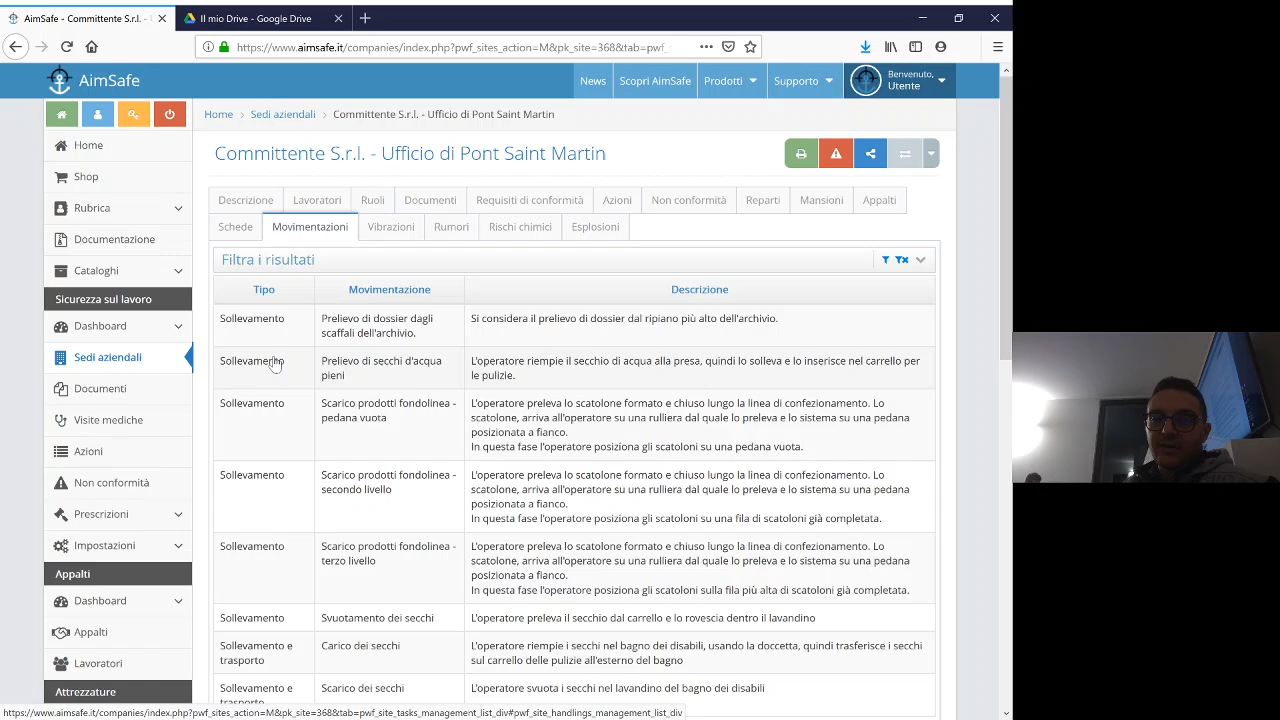 AimSafe - Committente S.r.l. - U
Il mio Drive - Google Drive
https://www.aimsafe.it/companies/index.php?pwf_sites_action=M&pk_site=368&tab=pwf_
AimSafe
News
Scopri AimSafe
Prodotti
Supporto
Benvenuto,
Utente
Home > Sedi aziendali > Committente S.r.l. - Ufficio di Pont Saint Martin
Committente S.r.l. - Ufficio di Pont Saint Martin
Home
Shop
Rubrica
Documentazione
Cataloghi
Sicurezza sul lavoro
Dashboard
Sedi aziendali
Documenti
Visite mediche
Azioni
Non conformità
Prescrizioni
Impostazioni
Appalti
Dashboard
Appalti
Lavoratori
Attrezzature
Descrizione Lavoratori Ruoli Documenti Requisiti di conformità Azioni Non conformità Reparti Mansioni Appalti
Schede Movimentazioni Vibrazioni Rumori Rischi chimici Esplosioni
Filtra i risultati
Tipo Movimentazione Descrizione
Sollevamento
Prelievo di dossier dagli
scaffali dell'archivio.
Si considera il prelievo di dossier dal ripiano più alto dell'archivio.
Sollevamento
Prelievo di secchi d'acqua
pieni
L'operatore riempie il secchio di acqua alla presa, quindi lo solleva e lo inserisce nel carrello per
le pulizie.
Sollevamento
Scarico prodotti fondolinea -
pedana vuota
L'operatore preleva lo scatolone formato e chiuso lungo la linea di confezionamento. Lo
scatolone, arriva all'operatore su una rulliera dal quale lo preleva e lo sistema su una pedana
posizionata a fianco.
In questa fase l'operatore posiziona gli scatoloni su una pedana vuota.
Sollevamento
Scarico prodotti fondolinea -
secondo livello
L'operatore preleva lo scatolone formato e chiuso lungo la linea di confezionamento. Lo
scatolone, arriva all'operatore su una rulliera dal quale lo preleva e lo sistema su una pedana
posizionata a fianco.
In questa fase l'operatore posiziona gli scatoloni su una fila di scatoloni già completata.
Sollevamento
Scarico prodotti fondolinea -
terzo livello
L'operatore preleva lo scatolone formato e chiuso lungo la linea di confezionamento. Lo
scatolone, arriva all'operatore su una rulliera dal quale lo preleva e lo sistema su una pedana
posizionata a fianco.
In questa fase l'operatore posiziona gli scatoloni sulla fila più alta di scatoloni già completata.
Sollevamento
Svuotamento dei secchi
L'operatore preleva il secchio dal carrello e lo rovescia dentro il lavandino
Sollevamento e
trasporto
Carico dei secchi
L'operatore riempie i secchi nel bagno dei disabili, usando la doccetta, quindi trasferisce i secchi
sul carrello delle pulizie all'esterno del bagno
Sollevamento e
trasporto
Scarico dei secchi
L'operatore svuota i secchi nel lavandino del bagno dei disabili
https://www.aimsafe.it/companies/index.php?pwf_sites_action=M&pk_site=368&tab=pwf_site_tasks_management_list_div#pwf_site_handlings_management_list_div